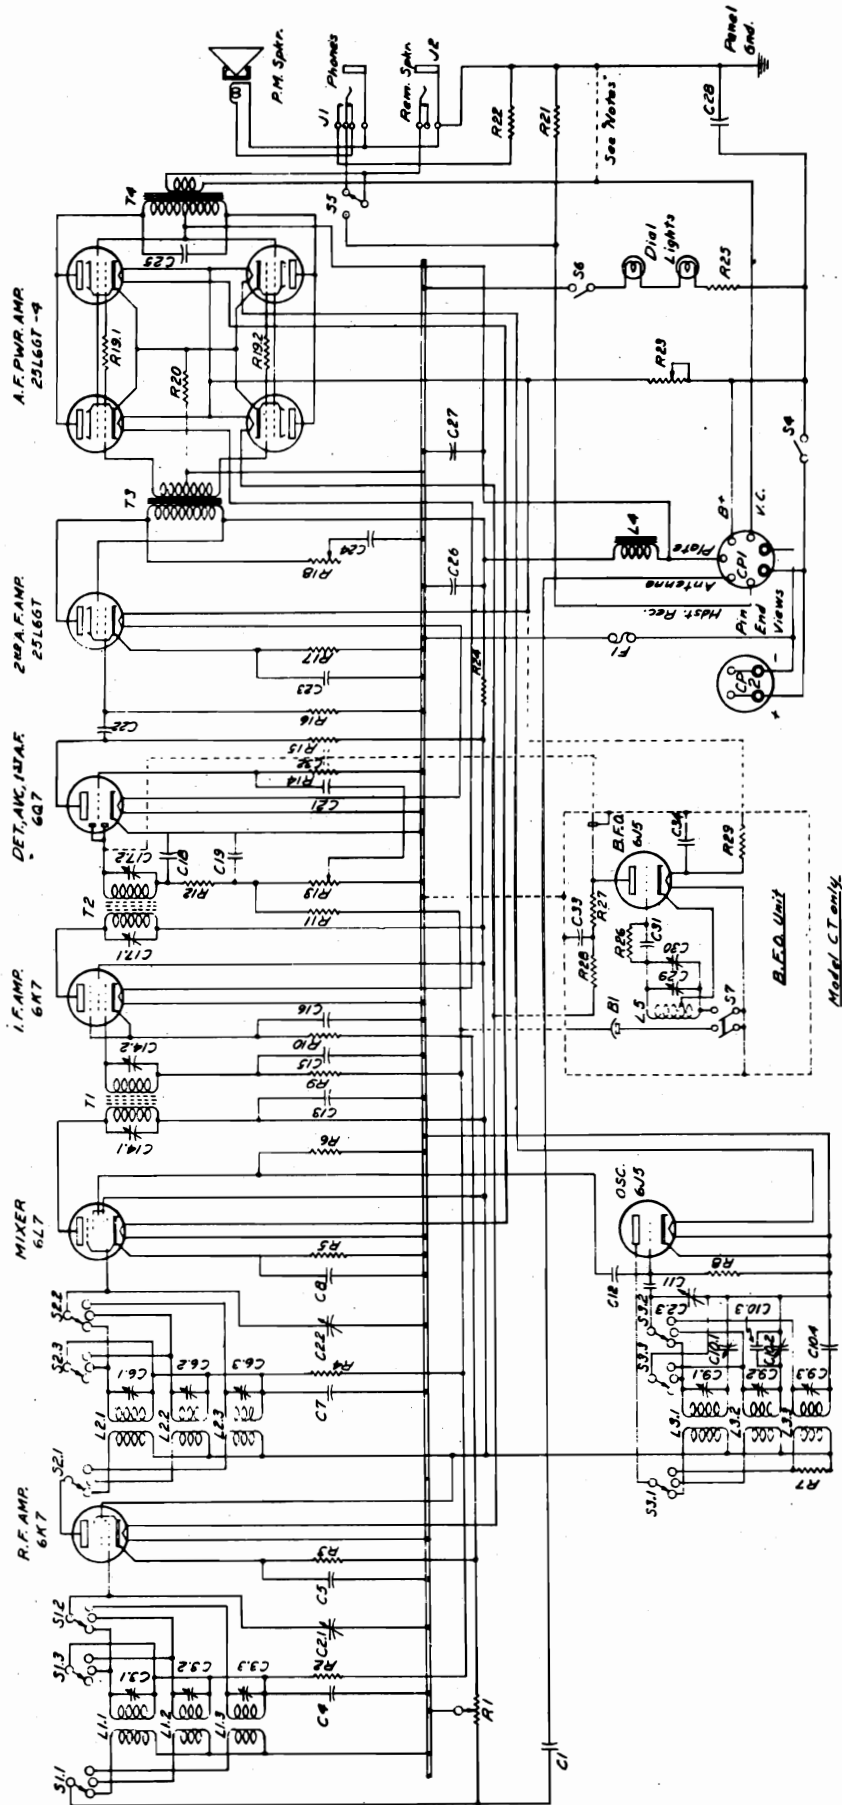 R.F. AMP.
6K7
MIXER
6L7
I.F. AMP.
6K7
DET., AVC, 1ST A.F.
6Q7
2ND A.F. AMP.
25L6GT
A.F. PWR. AMP.
25L6GT-4
S1.1
S1.3
S1.2
L1.1
L1.2
L1.3
C3.1
C3.2
C3.3
C4
R2
C2.1
C5
R3
R1
C1
S2.1
S2.3
S2.2
L2.1
L2.2
L2.3
C6.1
C6.2
C6.3
C7
R4
C2.2
C8
R5
R6
T1
C14.1
C14.2
C13
R9
C15
R10
C16
T2
C17.1
C17.2
C18
C19
R12
R11
R13
C21
R14
C32
R15
C22
R16
C23
R17
R24
T3
R18
C24
C26
C27
R19.1
R19.2
R20
C25
T4
P.M. Spkr.
Phones
J1
Rem. Spkr.
J2
S5
R22
R21
See "Notes"
Panel
Gnd.
C28
S6
Dial
Lights
R25
R23
S4
L4
Plate
B+
V.C.
CP1
Antenna
Hdst. Rec.
Pin
End
Views
F1
CP
2
+
-
S3.1
S3.3
S3.2
L3.1
L3.2
L3.3
C9.1
C9.2
C9.3
C10.1
C10.2
C10.3
C10.4
C2.3
C11
C12
R7
R8
OSC.
6J5
B.F.O.
6J5
C33
R28
R27
R26
C31
C30
C29
L5
B1
S7
C34
R29
B.F.O. Unit
Model CT only